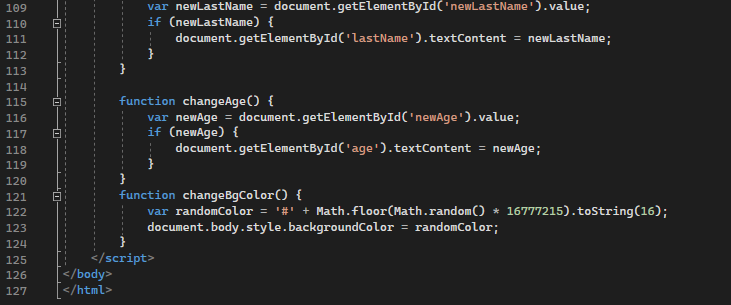 109 var newLastName = document.getElementById('newLastName').value;
110 if (newLastName) {
111 document.getElementById('lastName').textContent = newLastName;
112 }
113 }
114
115 function changeAge() {
116 var newAge = document.getElementById('newAge').value;
117 if (newAge) {
118 document.getElementById('age').textContent = newAge;
119 }
120 }
121 function changeBgColor() {
122 var randomColor = '#' + Math.floor(Math.random() * 16777215).toString(16);
123 document.body.style.backgroundColor = randomColor;
124 }
125 </script>
126 </body>
127 </html>